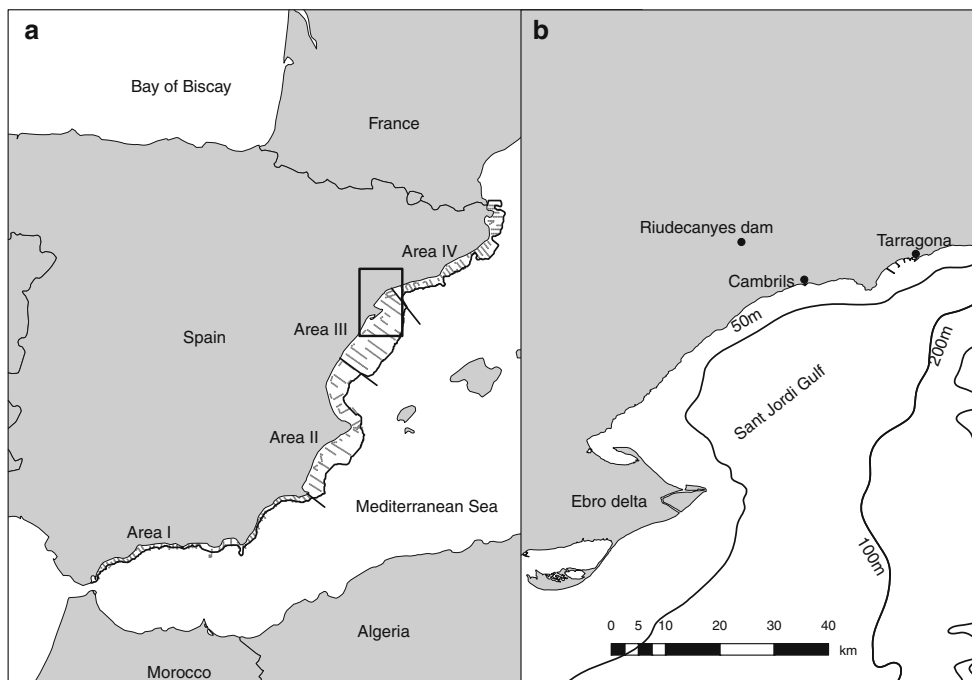 a
Bay of Biscay
France
Area IV
Area III
Spain
Area II
Mediterranean Sea
Area I
Algeria
Morocco
b
Riudecanyes dam
Tarragona
Cambrils
50m
200m
Sant Jordi Gulf
Ebro delta
100m
0 5 10 20 30 40
km